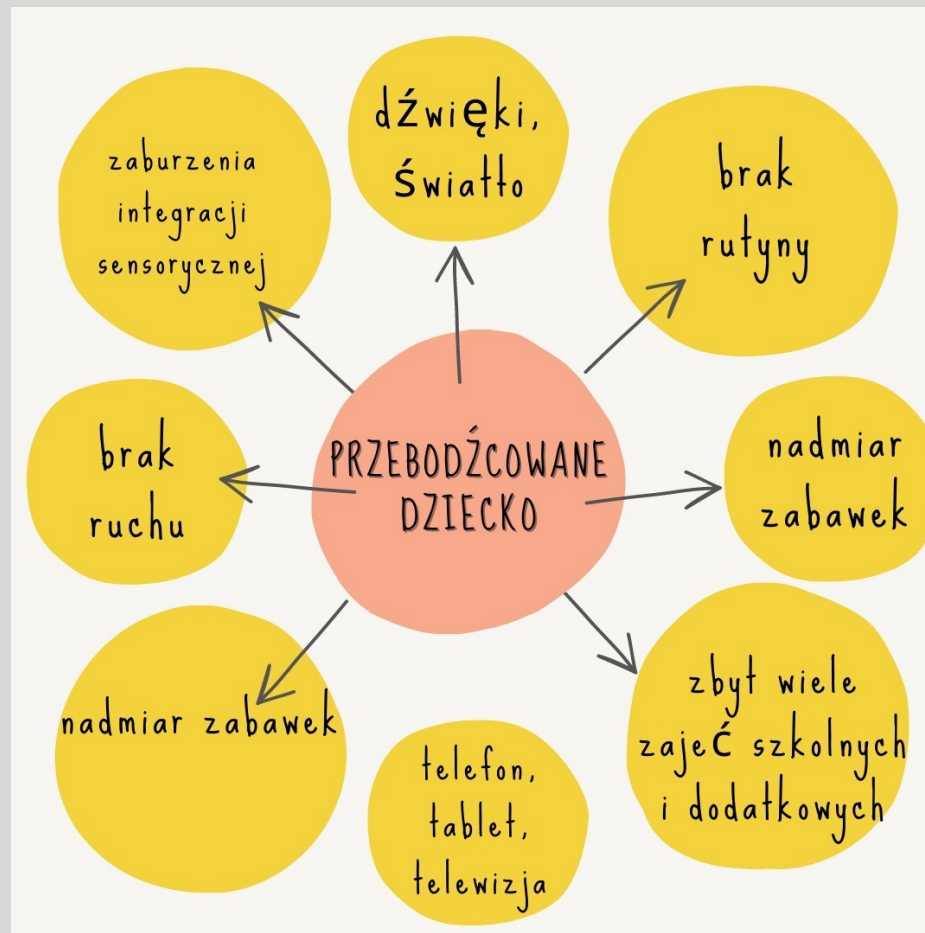 dźwięki,
światło
zaburzenia
integracji
sensorycznej
brak
rutyny
PRZEBODŹCOWANE
DZIECKO
brak
ruchu
nadmiar
zabawek
nadmiar zabawek
zbyt wiele
zajeć szkolnych
i dodatkowych
telefon,
tablet,
telewizja